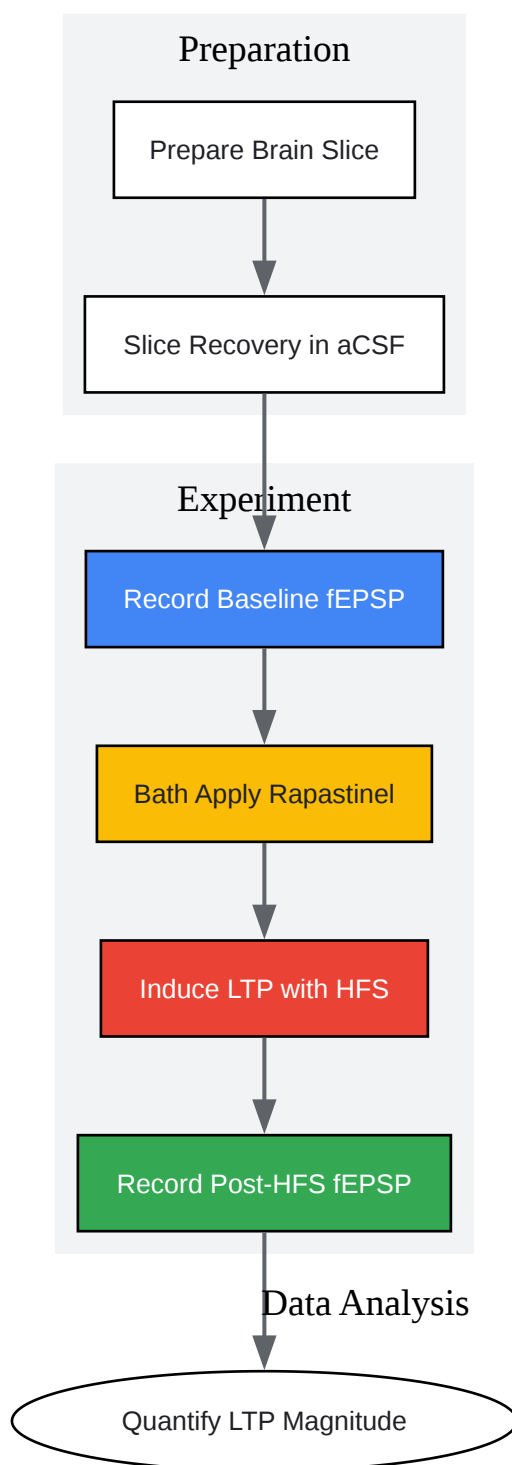 Preparation
Prepare Brain Slice
Slice Recovery in aCSF
Experiment
Record Baseline fEPSP
Bath Apply Rapastinel
Induce LTP with HFS
Record Post-HFS fEPSP
Data Analysis
Quantify LTP Magnitude